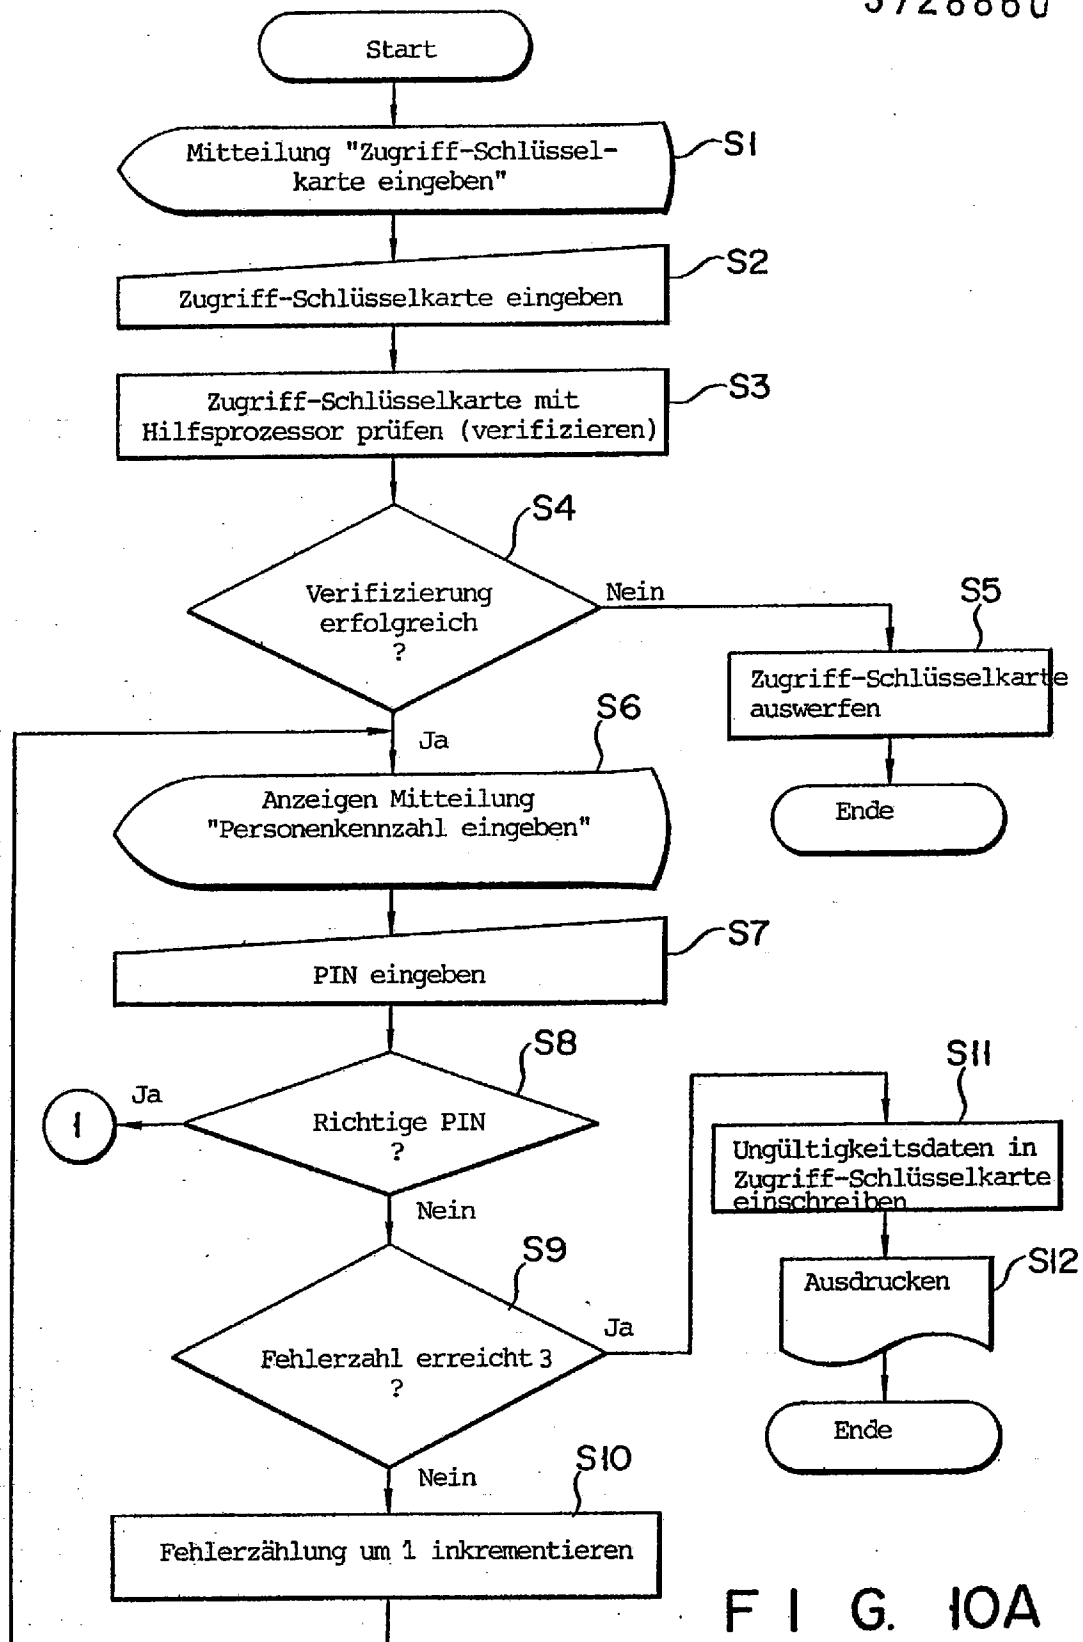 3728860
Start
Mitteilung "Zugriff-Schlüssel-
karte eingeben"
S1
Zugriff-Schlüsselkarte eingeben
S2
Zugriff-Schlüsselkarte mit
Hilfsprozessor prüfen (verifizieren)
S3
Verifizierung
erfolgreich
?
S4
Nein
Zugriff-Schlüsselkarte
auswerfen
S5
Ende
Ja
Anzeigen Mitteilung
"Personenkennzahl eingeben"
S6
PIN eingeben
S7
Richtige PIN
?
S8
Ja
1
Nein
Fehlerzahl erreicht 3
?
S9
Ja
Ungültigkeitsdaten in
Zugriff-Schlüsselkarte
einschreiben
S11
Ausdrucken
S12
Ende
Nein
Fehlerzählung um 1 inkrementieren
S10
FIG. 10A